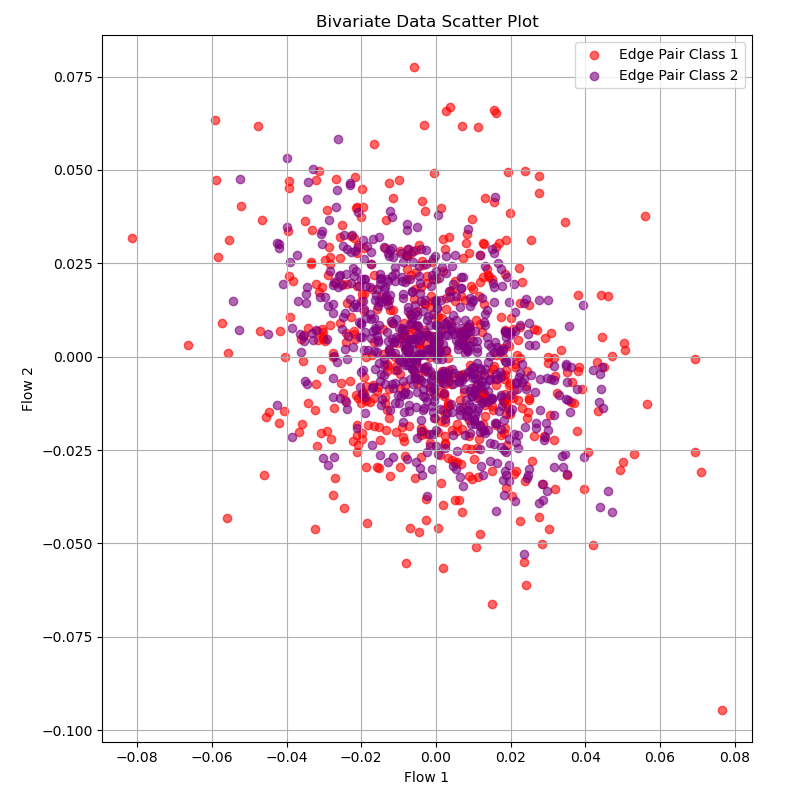 Bivariate Data Scatter Plot
Edge Pair Class 1
Edge Pair Class 2
0.075
0.050
0.025
0.000
−0.025
−0.050
−0.075
−0.100
Flow 2
−0.08 −0.06 −0.04 −0.02 0.00 0.02 0.04 0.06 0.08
Flow 1